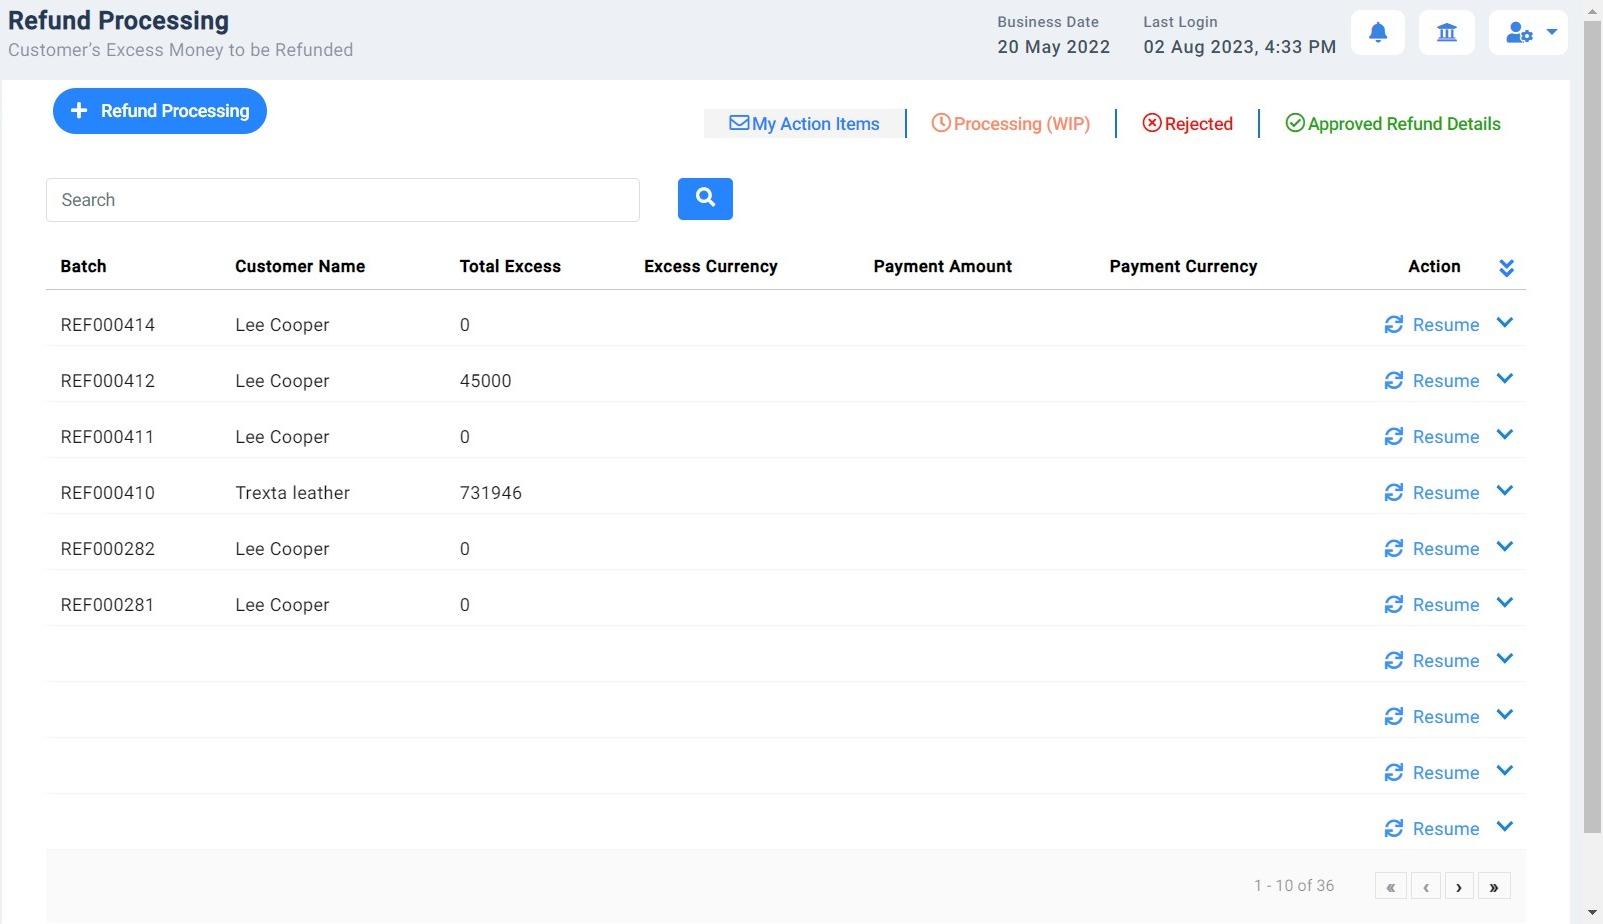 Refund Processing
Customer's Excess Money to be Refunded
Business Date
20 May 2022
Last Login
02 Aug 2023, 4:33 PM
Refund Processing
My Action Items
Processing (WIP)
Rejected
Approved Refund Details
Search
Batch Customer Name Total Excess Excess Currency Payment Amount Payment Currency Action
REF000414 Lee Cooper 0 Resume
REF000412 Lee Cooper 45000 Resume
REF000411 Lee Cooper 0 Resume
REF000410 Trexta leather 731946 Resume
REF000282 Lee Cooper 0 Resume
REF000281 Lee Cooper 0 Resume
Resume
Resume
Resume
Resume
1 - 10 of 36 « ‹ › »